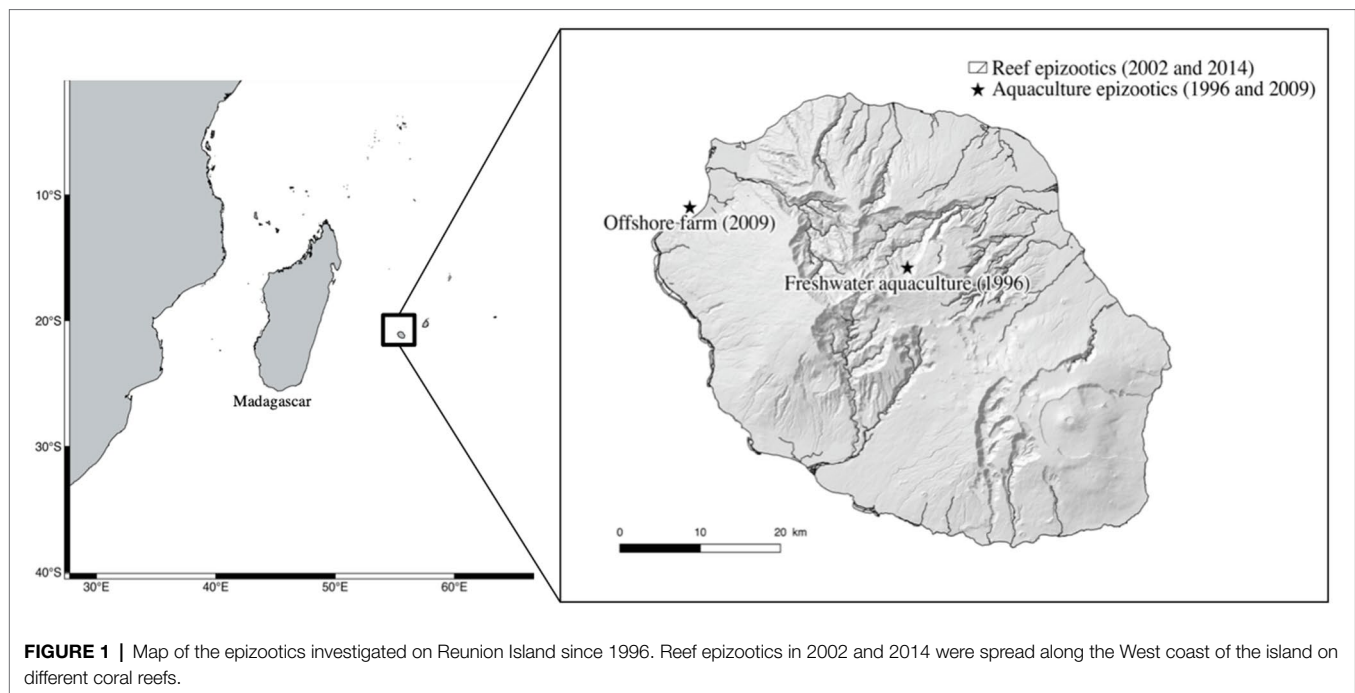 Reef epizootics (2002 and 2014)
★ Aquaculture epizootics (1996 and 2009)
10°S
Offshore farm (2009)
Freshwater aquaculture (1996)
20°S
Madagascar
30°S
0 10 20 km
40°S
30°E 40°E 50°E 60°E
FIGURE 1 | Map of the epizootics investigated on Reunion Island since 1996. Reef epizootics in 2002 and 2014 were spread along the West coast of the island on
different coral reefs.